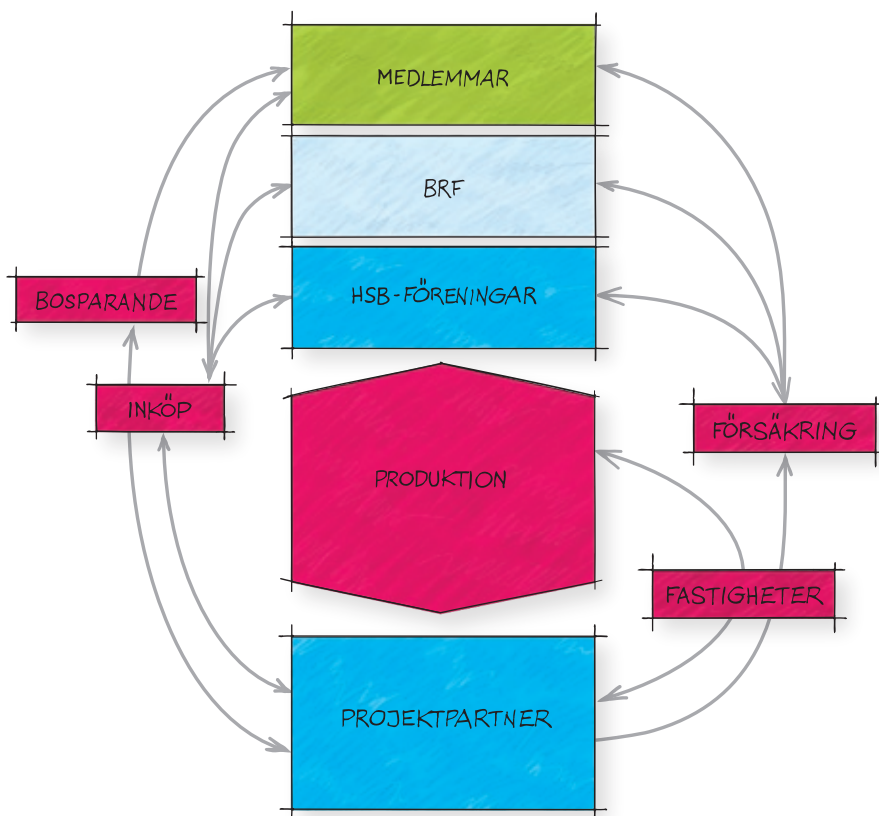 MEDLEMMAR
BRF
HSB-FÖRENINGAR
BOSPARANDE
INKÖP
FÖRSÄKRING
PRODUKTION
FASTIGHETER
PROJEKTPARTNER